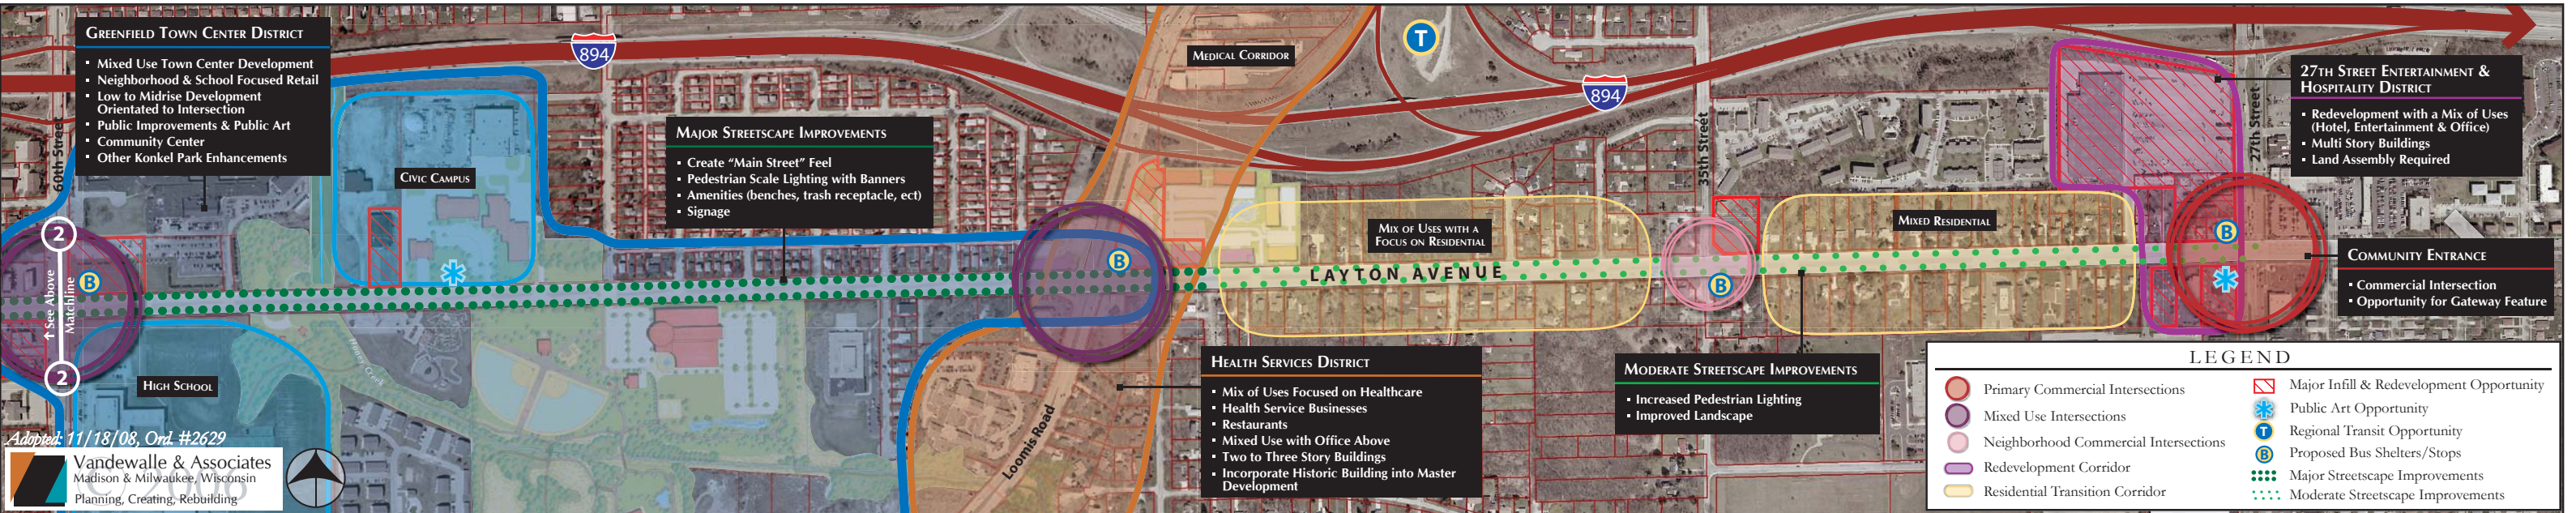 Greenfield Town Center District
▪ Mixed Use Town Center Development
▪ Neighborhood & School Focused Retail
▪ Low to Midrise Development
Orientated to Intersection
▪ Public Improvements & Public Art
▪ Community Center
▪ Other Konkel Park Enhancements
60th Street
894
Civic Campus
Major Streetscape Improvements
▪ Create “Main Street” Feel
▪ Pedestrian Scale Lighting with Banners
▪ Amenities (benches, trash receptacle, ect)
▪ Signage
Medical Corridor
T
894
35th Street
27th Street
27th Street Entertainment &
Hospitality District
▪ Redevelopment with a Mix of Uses
(Hotel, Entertainment & Office)
▪ Multi Story Buildings
▪ Land Assembly Required
Mix of Uses with a
Focus on Residential
Mixed Residential
LAYTON AVENUE
B
B
B
B
Community Entrance
▪ Commercial Intersection
▪ Opportunity for Gateway Feature
2
↑ See Above
Matchline
2
High School
Honey Creek
Loomis Road
Health Services District
▪ Mix of Uses Focused on Healthcare
▪ Health Service Businesses
▪ Restaurants
▪ Mixed Use with Office Above
▪ Two to Three Story Buildings
▪ Incorporate Historic Building into Master
Development
Moderate Streetscape Improvements
▪ Increased Pedestrian Lighting
▪ Improved Landscape
LEGEND
Primary Commercial Intersections
Mixed Use Intersections
Neighborhood Commercial Intersections
Redevelopment Corridor
Residential Transition Corridor
Major Infill & Redevelopment Opportunity
Public Art Opportunity
T Regional Transit Opportunity
B Proposed Bus Shelters/Stops
Major Streetscape Improvements
Moderate Streetscape Improvements
Adopted: 11/18/08, Ord. #2629
Vandewalle & Associates
Madison & Milwaukee, Wisconsin
© 2006
Planning, Creating, Rebuilding